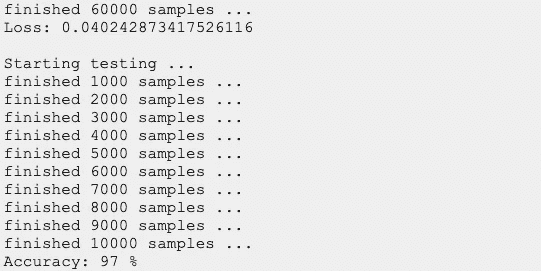 finished 60000 samples ...
Loss: 0.040242873417526116
Starting testing ...
finished 1000 samples ...
finished 2000 samples ...
finished 3000 samples ...
finished 4000 samples ...
finished 5000 samples ...
finished 6000 samples ...
finished 7000 samples ...
finished 8000 samples ...
finished 9000 samples ...
finished 10000 samples ...
Accuracy: 97 %